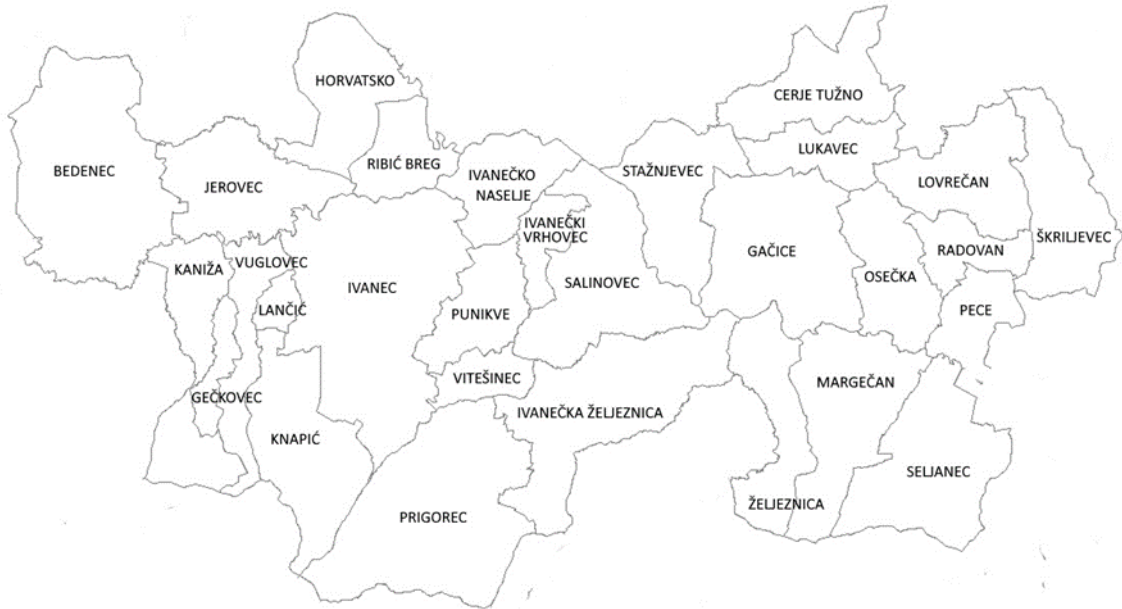 HORVATSKO
CERJE TUŽNO
BEDENEC
JEROVEC
RIBIĆ BREG
IVANEČKO
NASELJE
STAŽNJEVEC
LUKAVEC
LOVREČAN
IVANEČKI
VRHOVEC
ŠKRILJEVEC
KANIŽA
VUGLOVEC
GAČICE
RADOVAN
IVANEC
SALINOVEC
OSEČKA
LANČIĆ
PUNIKVE
PECE
VITEŠINEC
MARGEČAN
GEČKOVEC
IVANEČKA ŽELJEZNICA
KNAPIĆ
SELJANEC
PRIGOREC
ŽELJEZNICA